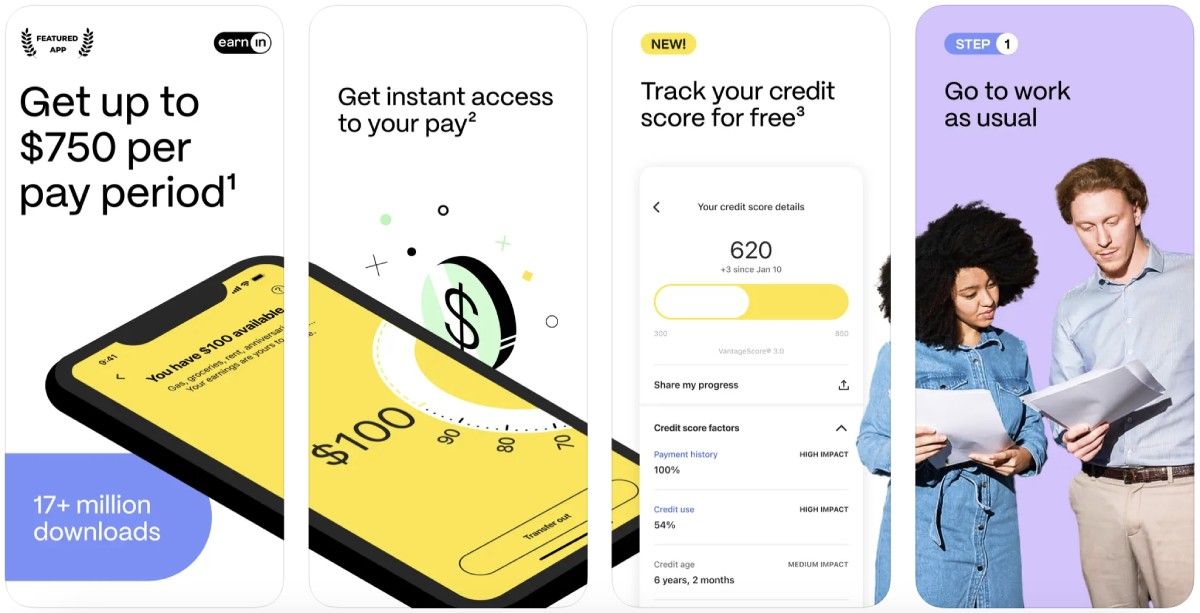 FEATURED
APP
earnin
Get up to
$750 per
pay period¹
9:41
You have $100 available
Gas, groceries, rent, anniversari
Your earnings are yours to
17+ million
downloads
Get instant access
to your pay²
$
$100
90
80
70
Transfer out
NEW!
Track your credit
score for free³
Your credit score details
620
+3 since Jan 10
300
850
VantageScore® 3.0
Share my progress
Credit score factors
Payment history
HIGH IMPACT
100%
Credit use
HIGH IMPACT
54%
Credit age
MEDIUM IMPACT
6 years, 2 months
STEP 1
Go to work
as usual